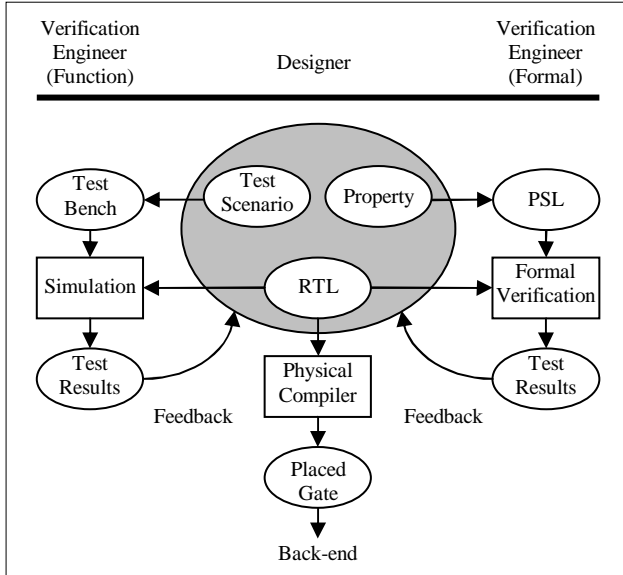 Verification
Engineer
(Function)
Designer
Verification
Engineer
(Formal)
Test
Bench
Test
Scenario
Property
PSL
Simulation
RTL
Formal
Verification
Test
Results
Feedback
Physical
Compiler
Feedback
Test
Results
Placed
Gate
Back-end